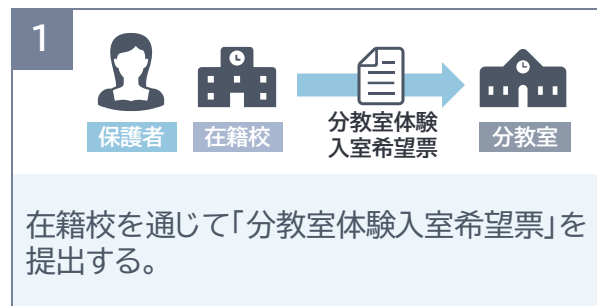 1
保護者
在籍校
分教室体験
入室希望票
分教室
在籍校を通じて「分教室体験入室希望票」を
提出する。